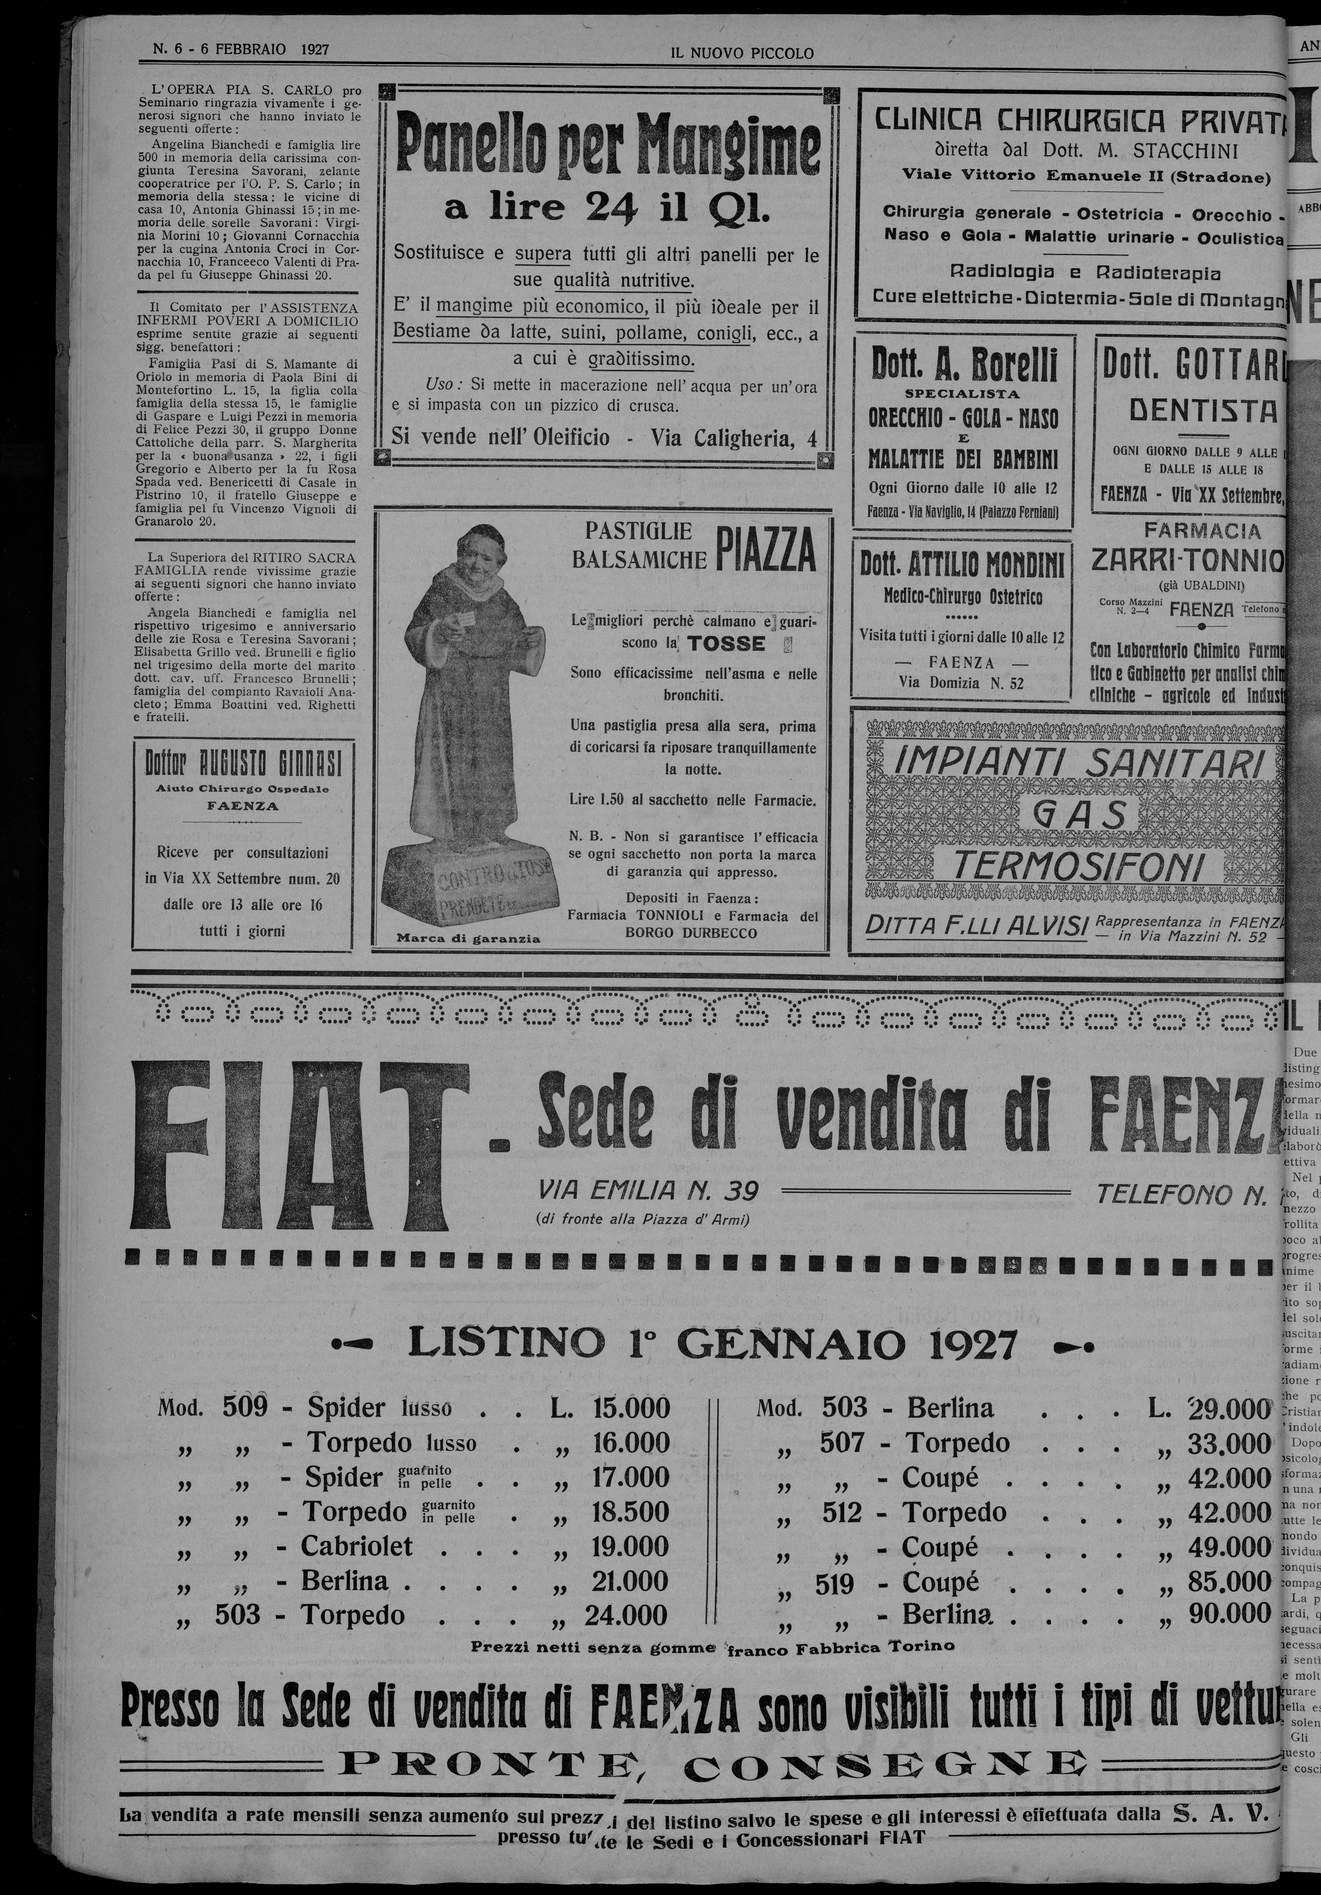 N. 6 - 6 FEBBRAIO 1927
IL NUOVO PICCOLO
L'OPERA PIA S. CARLO pro
Seminario ringrazia vivamente i ge-
nerosi signori che hanno inviato le
seguenti offerte:
Angelina Bianchedi e famiglia lire
500 in memoria della carissima con-
giunta Teresina Savorani, zelante
cooperatrice per l'O. P. S. Carlo; in
memoria della stessa: le vicine di
casa 10, Antonia Ghinassi 15; in me-
moria delle sorelle Savorani: Virgi-
nia Morini 10; Giovanni Cornacchia
per la cugina Antonia Croci in Cor-
nacchia 10, Franceeco Valenti di Pra-
da pel fu Giuseppe Ghinassi 20.
Il Comitato per l'ASSISTENZA
INFERMI POVERI A DOMICILIO
esprime sentite grazie ai seguenti
sigg. benefattori:
Famiglia Pasi di S. Mamante di
Oriolo in memoria di Paola Bini di
Montefortino L. 15, la figlia colla
famiglia della stessa 15, le famiglie
di Gaspare e Luigi Pezzi in memoria
di Felice Pezzi 30, il gruppo Donne
Cattoliche della parr. S. Margherita
per la « buona usanza » 22, i figli
Gregorio e Alberto per la fu Rosa
Spada ved. Benericetti di Casale in
Pistrino 10, il fratello Giuseppe e
famiglia pel fu Vincenzo Vignoli di
Granarolo 20.
La Superiora del RITIRO SACRA
FAMIGLIA rende vivissime grazie
ai seguenti signori che hanno inviato
offerte:
Angela Bianchedi e famiglia nel
rispettivo trigesimo e anniversario
delle zie Rosa e Teresina Savorani;
Elisabetta Grillo ved. Brunelli e figlio
nel trigesimo della morte del marito
dott. cav. uff. Francesco Brunelli;
famiglia del compianto Ravaioli Ana-
cleto; Emma Boattini ved. Righetti
e fratelli.
Dottor AUGUSTO GINNASI
Aiuto Chirurgo Ospedale
FAENZA
Riceve per consultazioni
in Via XX Settembre num. 20
dalle ore 13 alle ore 16
tutti i giorni
Panello per Mangime
a lire 24 il Ql.
Sostituisce e supera tutti gli altri panelli per le
sue qualità nutritive.
E' il mangime più economico, il più ideale per il
Bestiame da latte, suini, pollame, conigli, ecc., a
a cui è graditissimo.
Uso: Si mette in macerazione nell'acqua per un'ora
e si impasta con un pizzico di crusca.
Si vende nell'Oleificio - Via Caligheria, 4
CONTRO LA TOSSE
PRENDETE
Marca di garanzia
PASTIGLIE
BALSAMICHE PIAZZA
Le migliori perchè calmano e guari-
scono la TOSSE
Sono efficacissime nell'asma e nelle
bronchiti.
Una pastiglia presa alla sera, prima
di coricarsi fa riposare tranquillamente
la notte.
Lire 1.50 al sacchetto nelle Farmacie.
N. B. - Non si garantisce l'efficacia
se ogni sacchetto non porta la marca
di garanzia qui appresso.
Depositi in Faenza:
Farmacia TONNIOLI e Farmacia del
BORGO DURBECCO
CLINICA CHIRURGICA PRIVAT
diretta dal Dott. M. STACCHINI
Viale Vittorio Emanuele II (Stradone)
Chirurgia generale - Ostetricia - Orecchio -
Naso e Gola - Malattie urinarie - Oculistica
Radiologia e Radioterapia
Cure elettriche - Diotermia - Sole di Montagn
Dott. A. Borelli
SPECIALISTA
ORECCHIO - GOLA - NASO
E
MALATTIE DEI BAMBINI
Ogni Giorno dalle 10 alle 12
Faenza - Via Naviglio, 14 (Palazzo Ferniani)
Dott. GOTTAR
DENTISTA
OGNI GIORNO DALLE 9 ALLE
E DALLE 15 ALLE 18
FAENZA - Via XX Settembre,
Dott. ATTILIO MONDINI
Medico-Chirurgo Ostetrico
Visita tutti i giorni dalle 10 alle 12
— FAENZA —
Via Domizia N. 52
FARMACIA
ZARRI-TONNIO
(già UBALDINI)
Corso Mazzini
N. 2-4 FAENZA Telefono
Con Laboratorio Chimico Farma
tico e Gabinetto per analisi chim
cliniche - agricole ed Indust
IMPIANTI SANITARI
GAS
TERMOSIFONI
DITTA F.LLI ALVISI Rappresentanza in FAENZA
— in Via Mazzini N. 52 —
FIAT - Sede di vendita di FAENZA
VIA EMILIA N. 39 TELEFONO N.
(di fronte alla Piazza d'Armi)
LISTINO 1° GENNAIO 1927
Mod. 509 - Spider lusso . . L. 15.000
„ „ - Torpedo lusso . „ 16.000
„ „ - Spider guarnito in pelle . . „ 17.000
„ „ - Torpedo guarnito in pelle . „ 18.500
„ „ - Cabriolet . . . „ 19.000
„ „ - Berlina . . . . „ 21.000
„ 503 - Torpedo . . . „ 24.000
Mod. 503 - Berlina . . . L. 29.000
„ 507 - Torpedo . . . „ 33.000
„ „ - Coupé . . . . „ 42.000
„ 512 - Torpedo . . . „ 42.000
„ „ - Coupé . . . . „ 49.000
„ 519 - Coupé . . . . „ 85.000
„ „ - Berlina . . . . „ 90.000
Prezzi netti senza gomme franco Fabbrica Torino
Presso la Sede di vendita di FAENZA sono visibili tutti i tipi di vettur
PRONTE CONSEGNE
La vendita a rate mensili senza aumento sui prezzi del listino salvo le spese e gli interessi è effettuata dalla S. A. V.
presso tutte le Sedi e i Concessionari FIAT